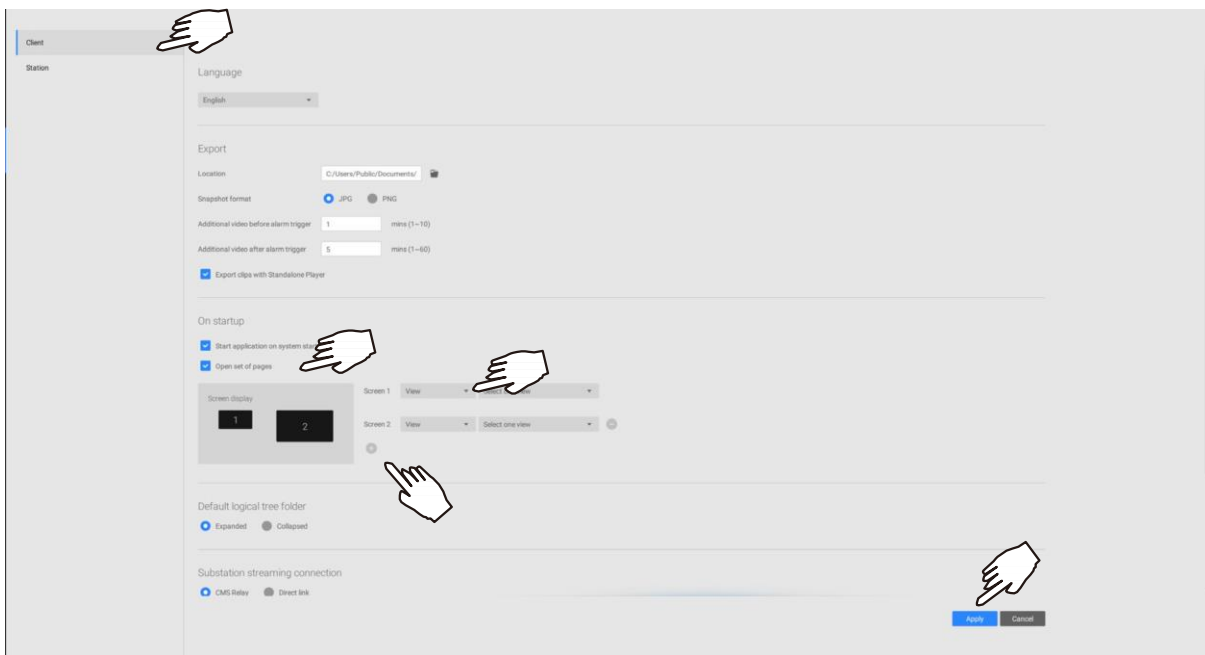 Client
Station
Language
English
Export
Location C:/Users/Public/Documents/
Snapshot format JPG PNG
Additional video before alarm trigger 1 mins (1~10)
Additional video after alarm trigger 5 mins (1~60)
Export clips with Standalone Player
On startup
Start application on system
Open set of pages
Screen display
1
2
Screen 1 View view
Screen 2 View Select one view
Default logical tree folder
Expanded Collapsed
Substation streaming connection
CMS Relay Direct link
Apply Cancel